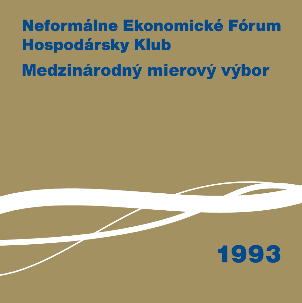 Neformálne Ekonomické Fórum
Hospodársky Klub
Medzinárodný mierový výbor
1993